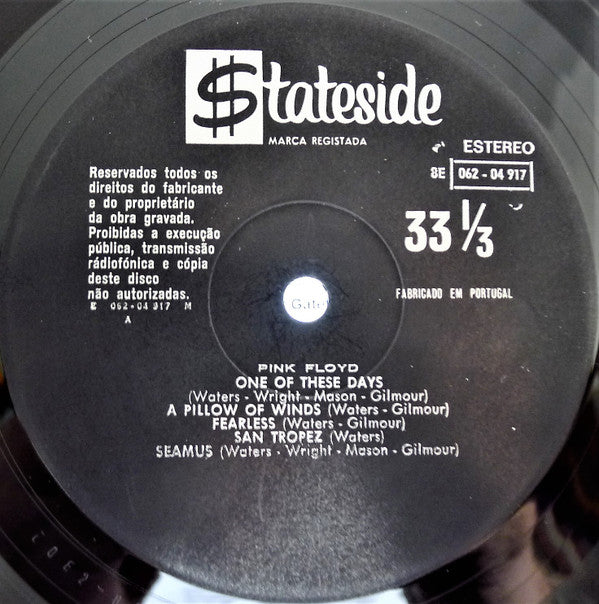 $tateside
MARCA REGISTADA
ESTEREO
8E 062 - 04 917
33 1/3
FABRICADO EM PORTUGAL
Reservados todos os
direitos do fabricante
e do proprietário
da obra gravada.
Proibidas a execução
pública, transmissão
rádiofónica e cópia
deste disco
não autorizadas.
E 062-04 917 M
A
PINK FLOYD
ONE OF THESE DAYS
(Waters - Wright - Mason - Gilmour)
A PILLOW OF WINDS (Waters - Gilmour)
FEARLESS (Waters - Gilmour)
SAN TROPEZ (Waters)
SEAMUS (Waters - Wright - Mason - Gilmour)